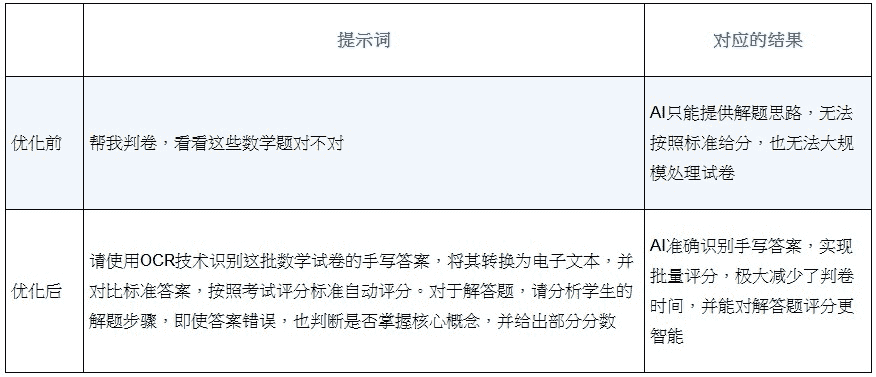 提示词
对应的结果
优化前
帮我判卷，看看这些数学题对不对
AI只能提供解题思路，无法
按照标准给分，也无法大规
模处理试卷
优化后
请使用OCR技术识别这批数学试卷的手写答案，将其转换为电子文本，并
对比标准答案，按照考试评分标准自动评分。对于解答题，请分析学生的
解题步骤，即使答案错误，也判断是否掌握核心概念，并给出部分分数
AI准确识别手写答案，实现
批量评分，极大减少了判卷
时间，并能对解答题评分更
智能